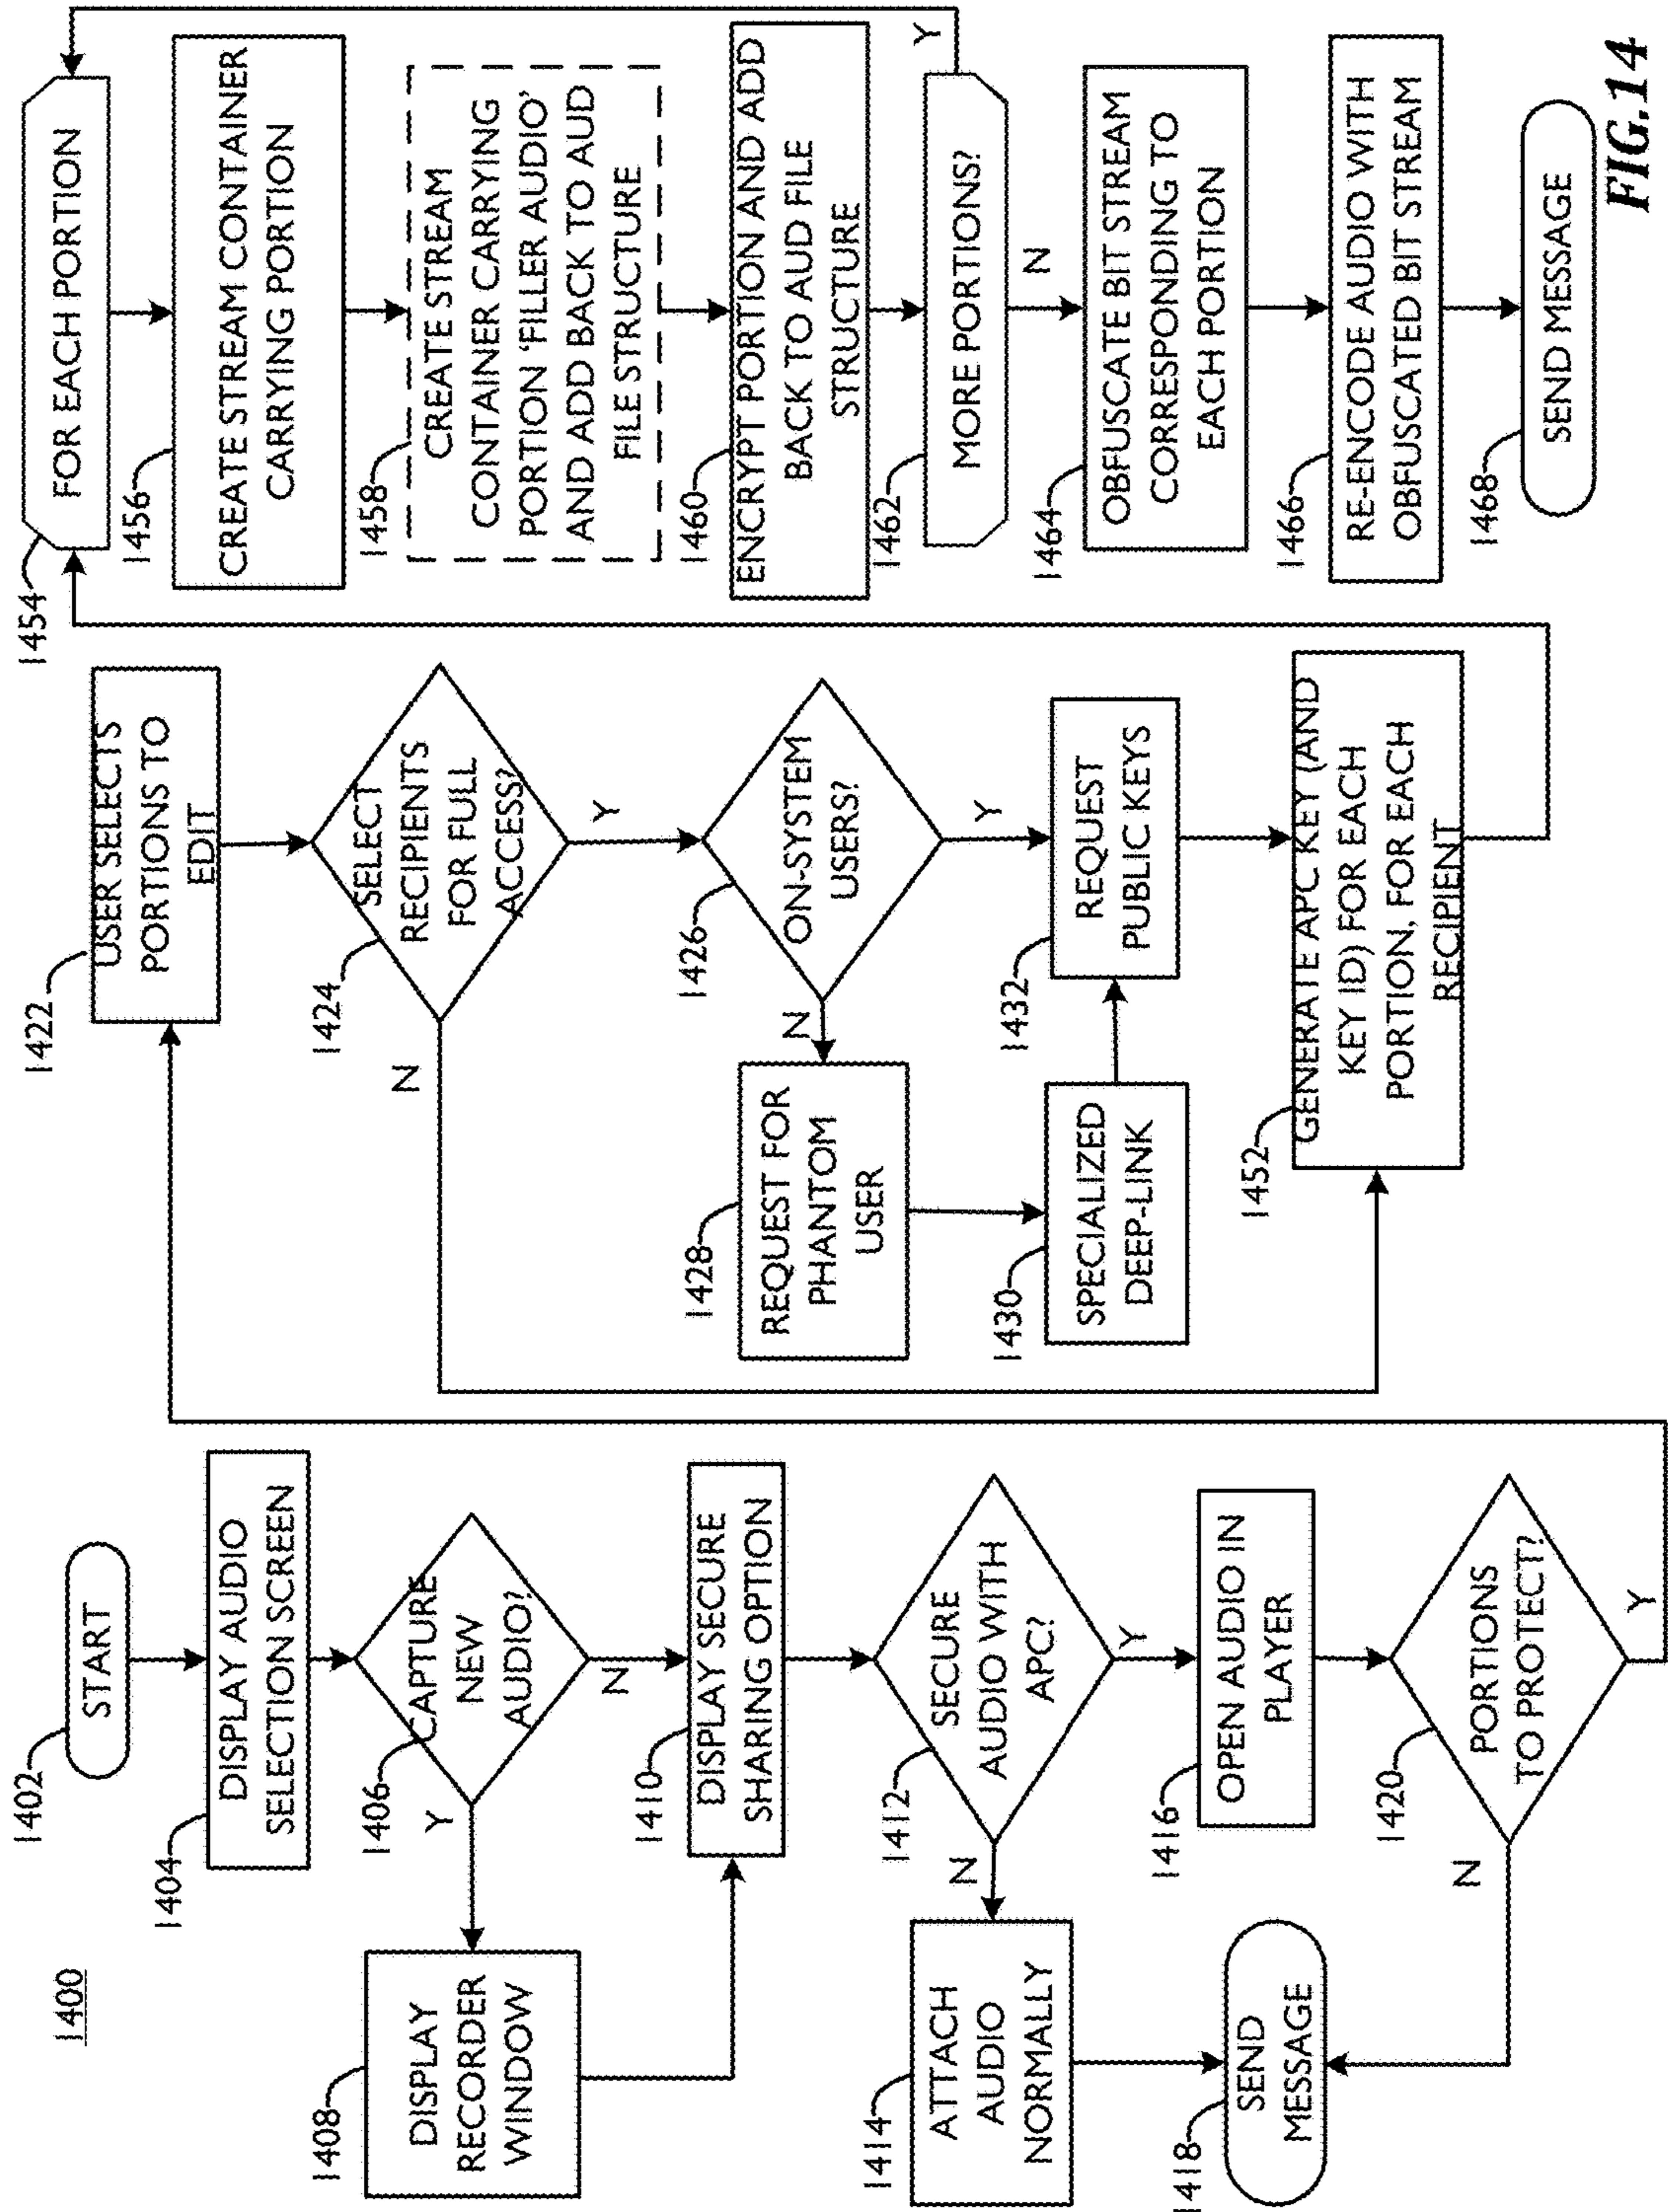 1400
1402
START
1404
DISPLAY AUDIO
SELECTION SCREEN
1406
CAPTURE
NEW
AUDIO?
Y
N
1408
DISPLAY
RECORDER
WINDOW
1410
DISPLAY SECURE
SHARING OPTION
1412
SECURE
AUDIO WITH
APC?
N
Y
1414
ATTACH
AUDIO
NORMALLY
1416
OPEN AUDIO IN
PLAYER
1418
SEND
MESSAGE
1420
PORTIONS
TO PROTECT?
N
Y
1422
USER SELECTS
PORTIONS TO
EDIT
1424
SELECT
RECIPIENTS
FOR FULL
ACCESS?
N
Y
1426
ON-SYSTEM
USERS?
N
Y
1428
REQUEST FOR
PHANTOM
USER
1430
SPECIALIZED
DEEP-LINK
1432
REQUEST
PUBLIC KEYS
1452
GENERATE APC KEY (AND
KEY ID) FOR EACH
PORTION, FOR EACH
RECIPIENT
1454
FOR EACH PORTION
1456
CREATE STREAM CONTAINER
CARRYING PORTION
1458
CREATE STREAM
CONTAINER CARRYING
PORTION 'FILLER AUDIO'
AND ADD BACK TO AUD
FILE STRUCTURE
1460
ENCRYPT PORTION AND ADD
BACK TO AUD FILE
STRUCTURE
1462
MORE PORTIONS?
Y
N
1464
OBFUSCATE BIT STREAM
CORRESPONDING TO
EACH PORTION
1466
RE-ENCODE AUDIO WITH
OBFUSCATED BIT STREAM
1468
SEND MESSAGE
FIG.14